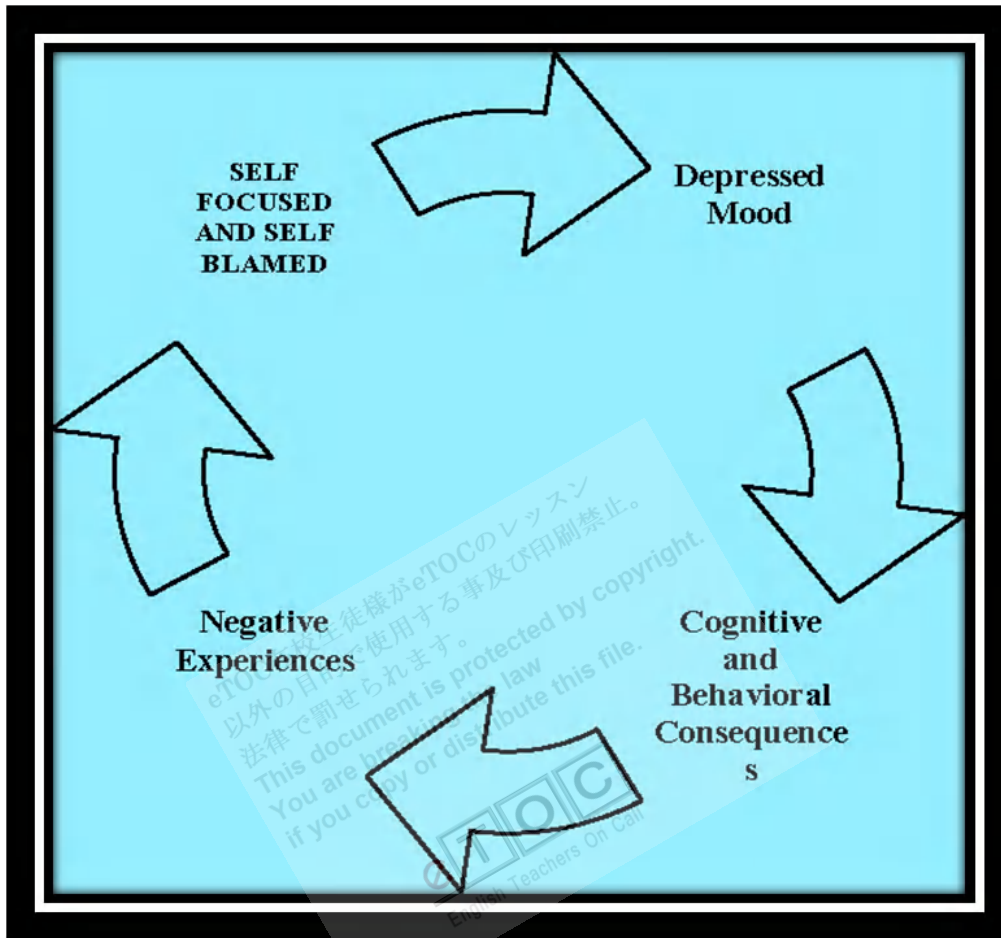 SELF
FOCUSED
AND SELF
BLAMED
Depressed
Mood
Negative
Experiences
Cognitive
and
Behavioral
Consequence
s
eTOC在校生徒様がeTOCのレッスン
以外の目的で使用する事及び印刷禁止。
法律で罰せられます。
This document is protected by copyright.
You are breaking the law
if you copy or distribute this file.
eTOC
English Teachers On Call